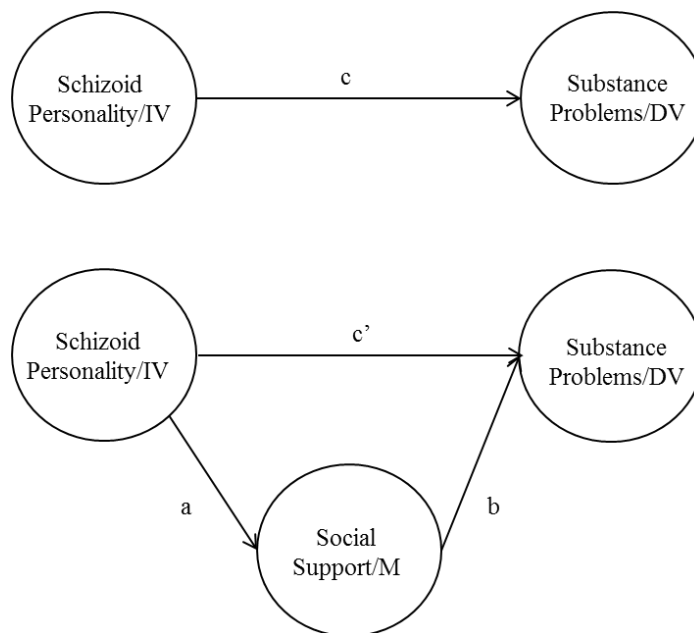 Schizoid
Personality/IV
c
Substance
Problems/DV
Schizoid
Personality/IV
c’
Substance
Problems/DV
a
Social
Support/M
b